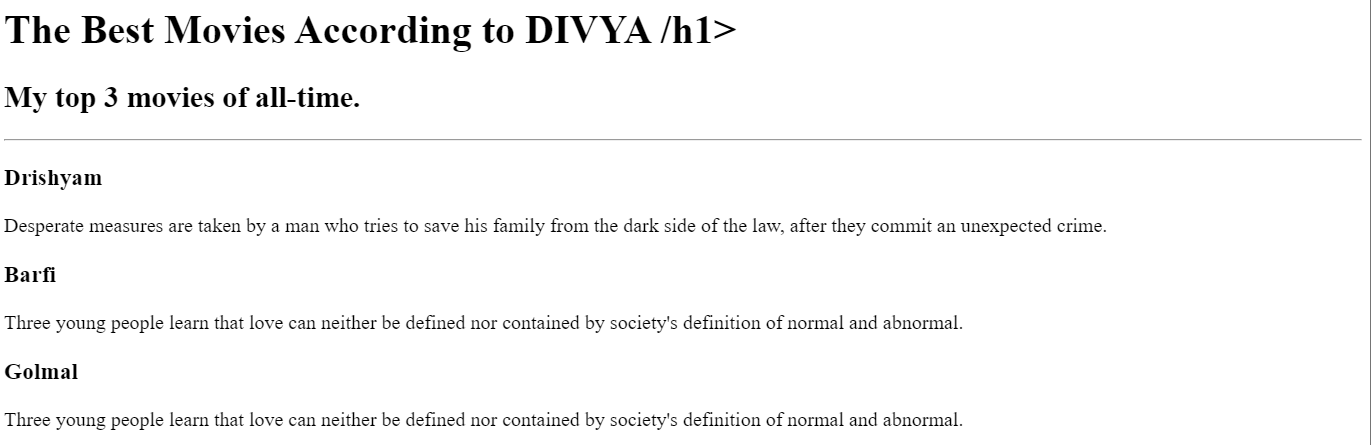 The Best Movies According to DIVYA /h1>
My top 3 movies of all-time.
Drishyam
Desperate measures are taken by a man who tries to save his family from the dark side of the law, after they commit an unexpected crime.
Barfi
Three young people learn that love can neither be defined nor contained by society's definition of normal and abnormal.
Golmal
Three young people learn that love can neither be defined nor contained by society's definition of normal and abnormal.